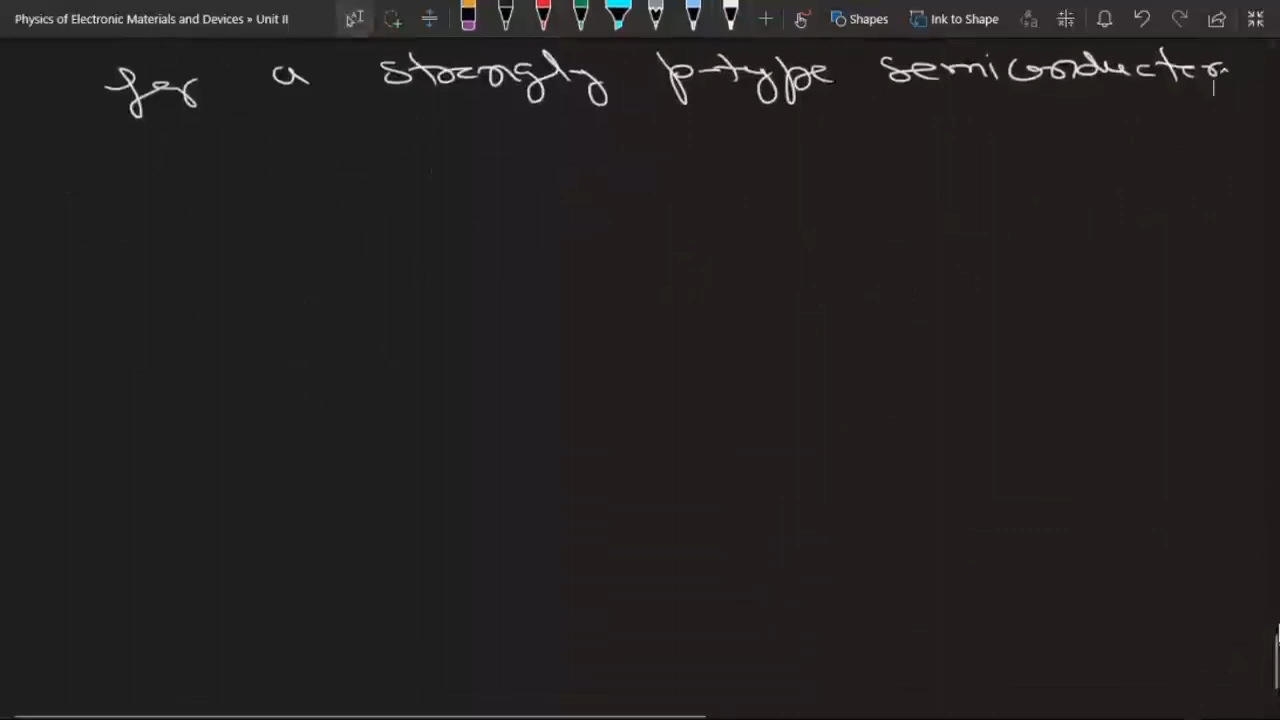 Physics of Electronic Materials and Devices » Unit II Shapes Ink to Shape
for a strongly p-type semiconductor